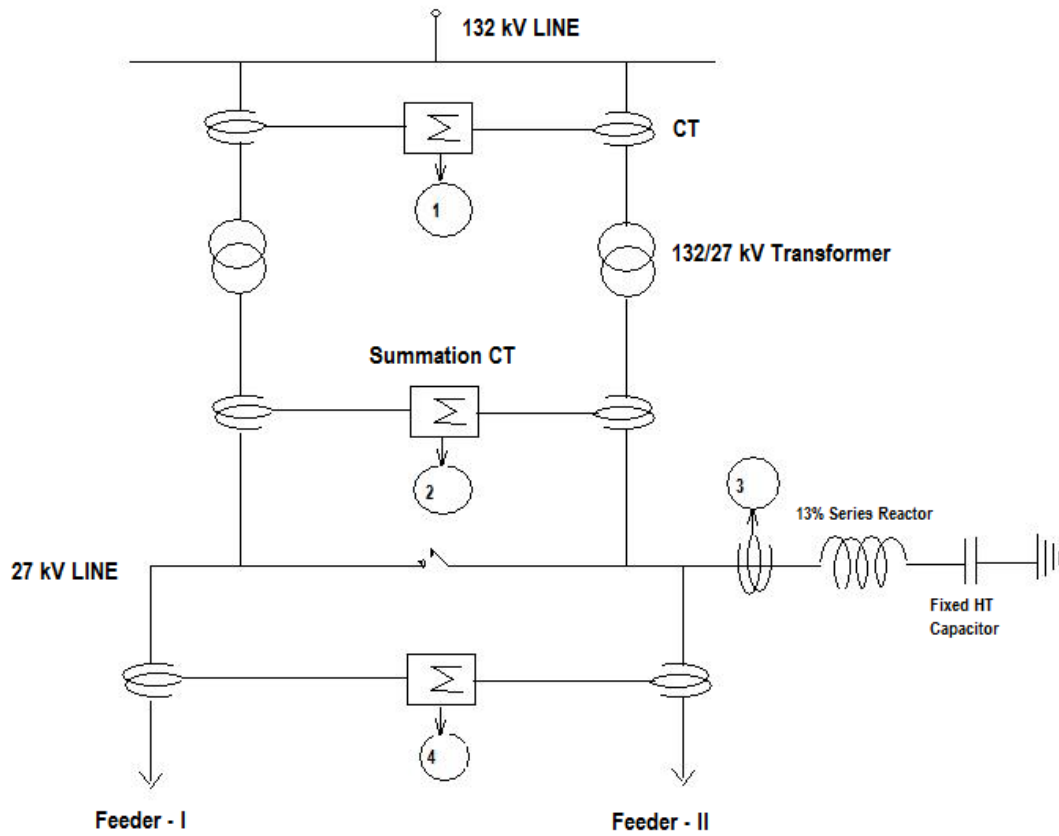 132 kV LINE
CT
Σ
1
132/27 kV Transformer
Summation CT
Σ
2
3
13% Series Reactor
27 kV LINE
Fixed HT
Capacitor
Σ
4
Feeder - I
Feeder - II